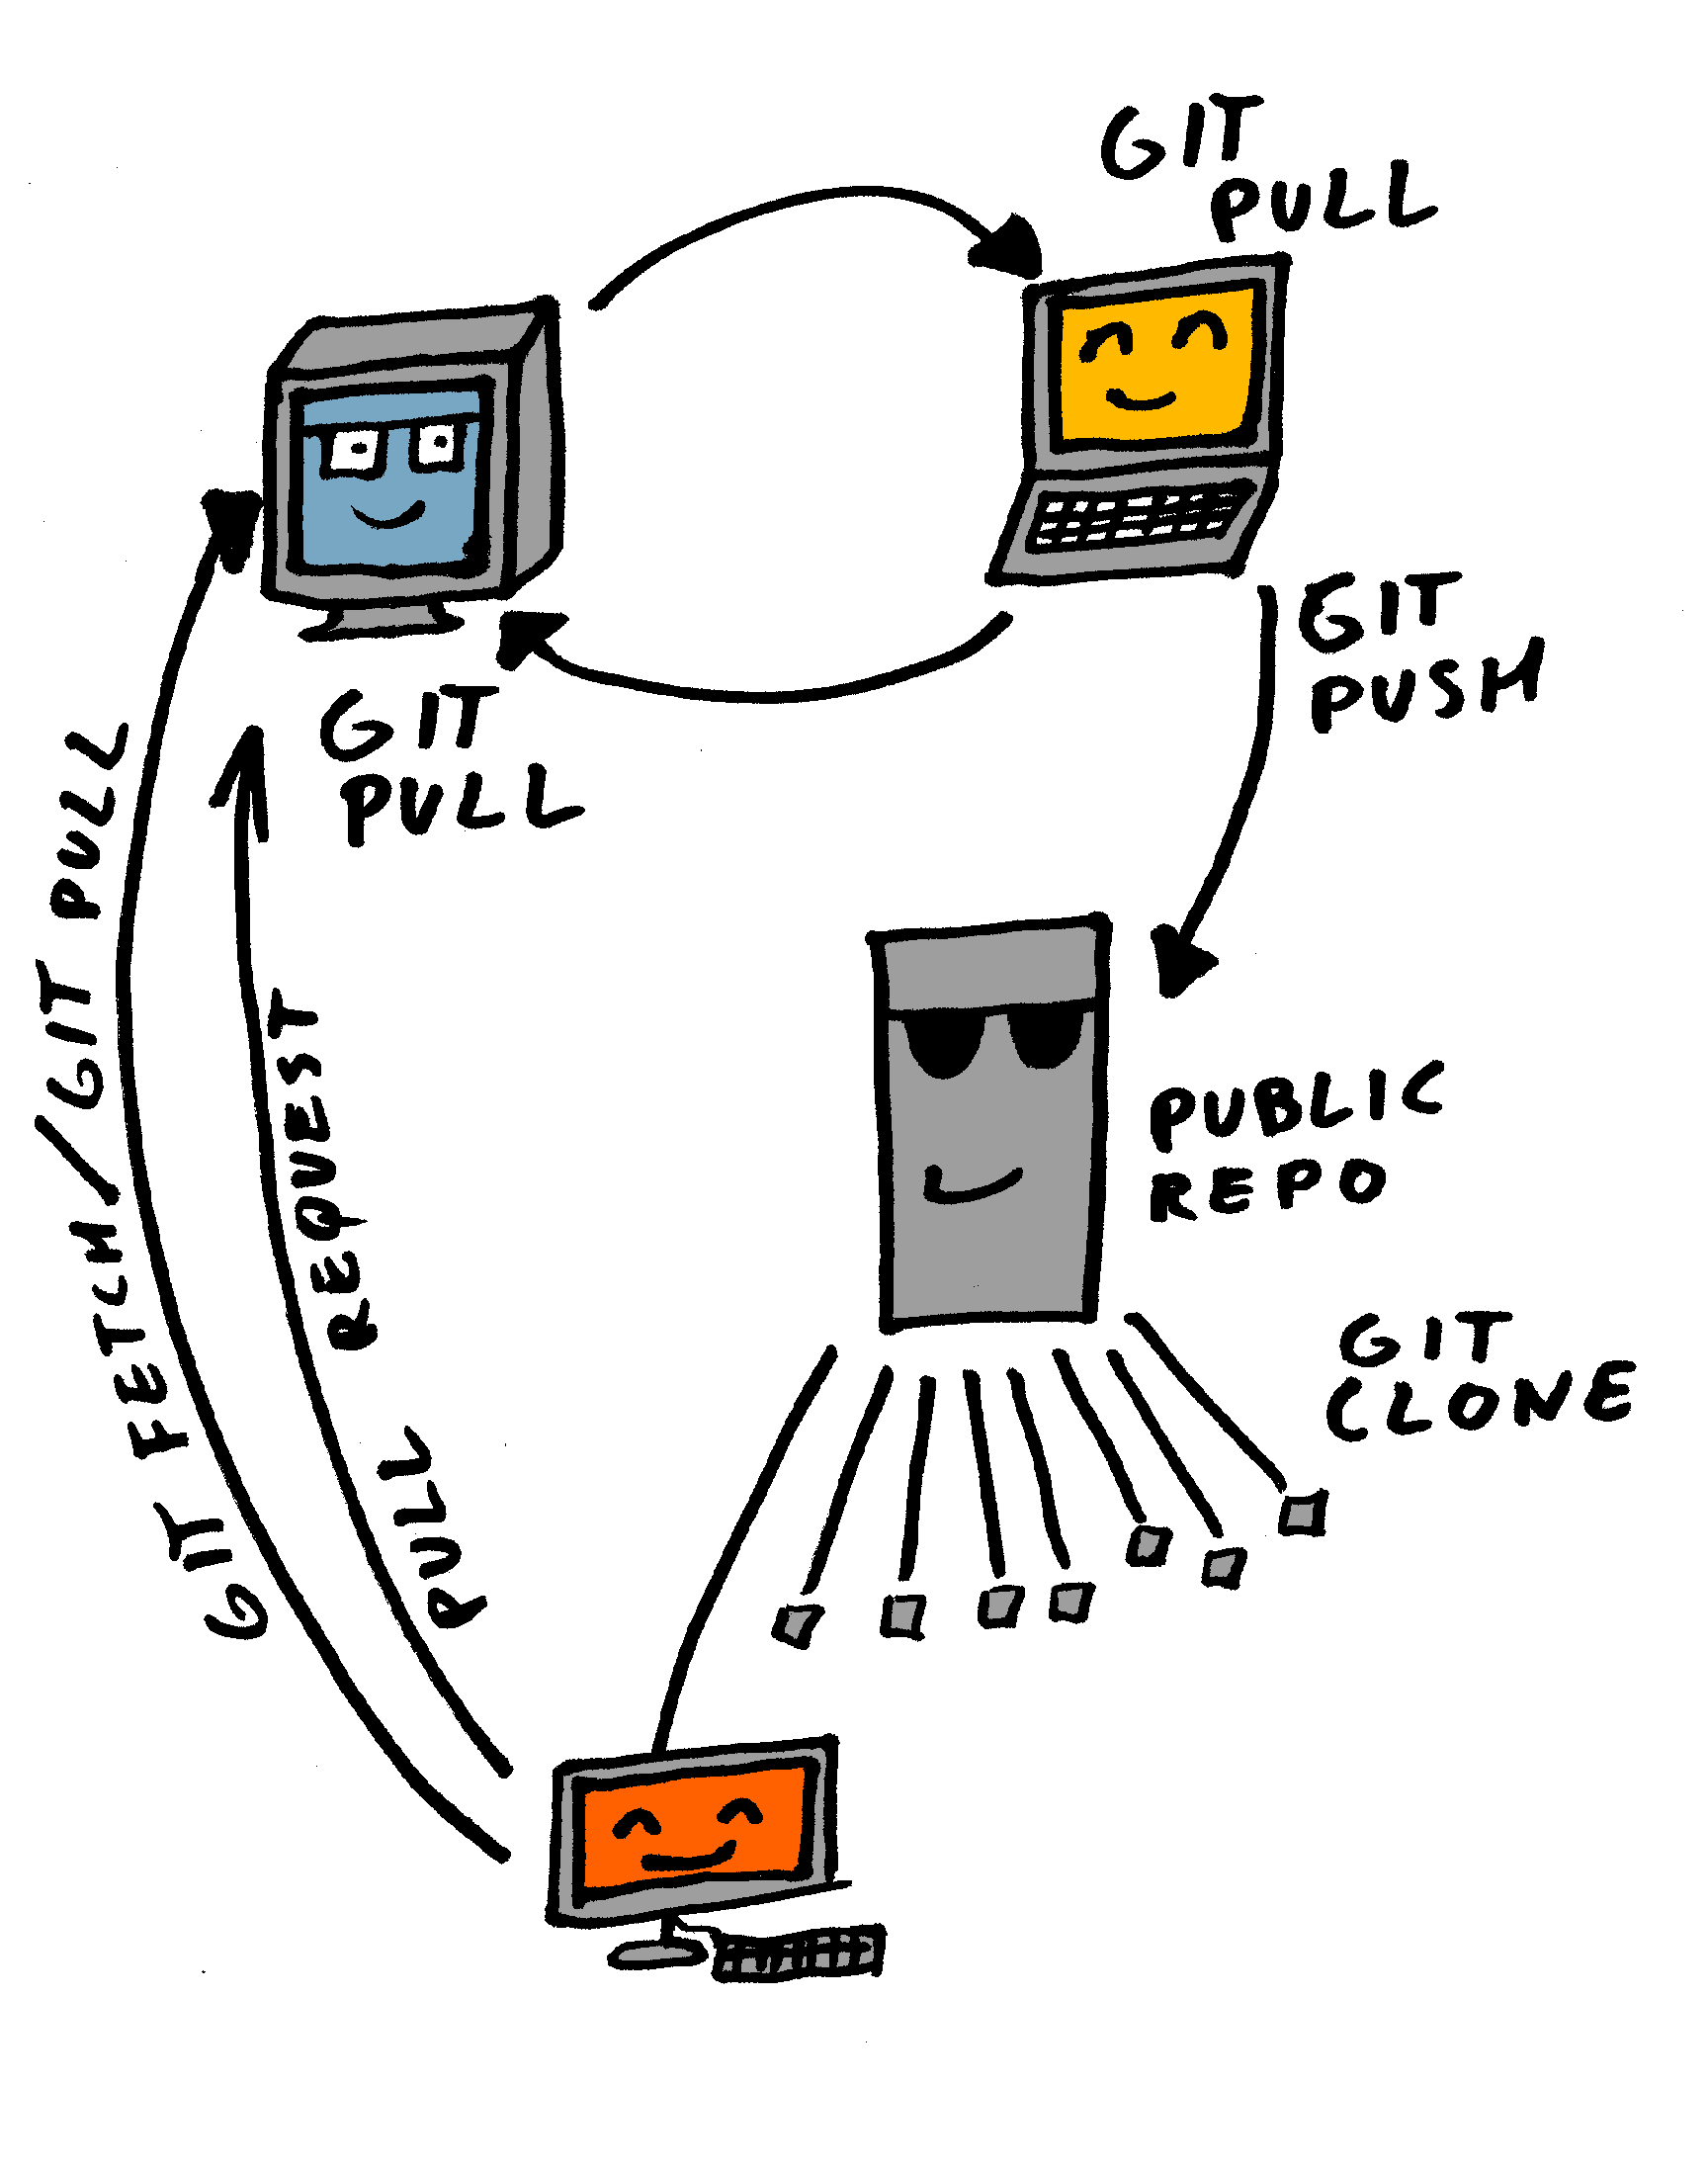 GIT
PULL
GIT
PUSH
GIT
PULL
GIT FETCH/GIT PULL
PULL REQUEST
PUBLIC
REPO
GIT
CLONE